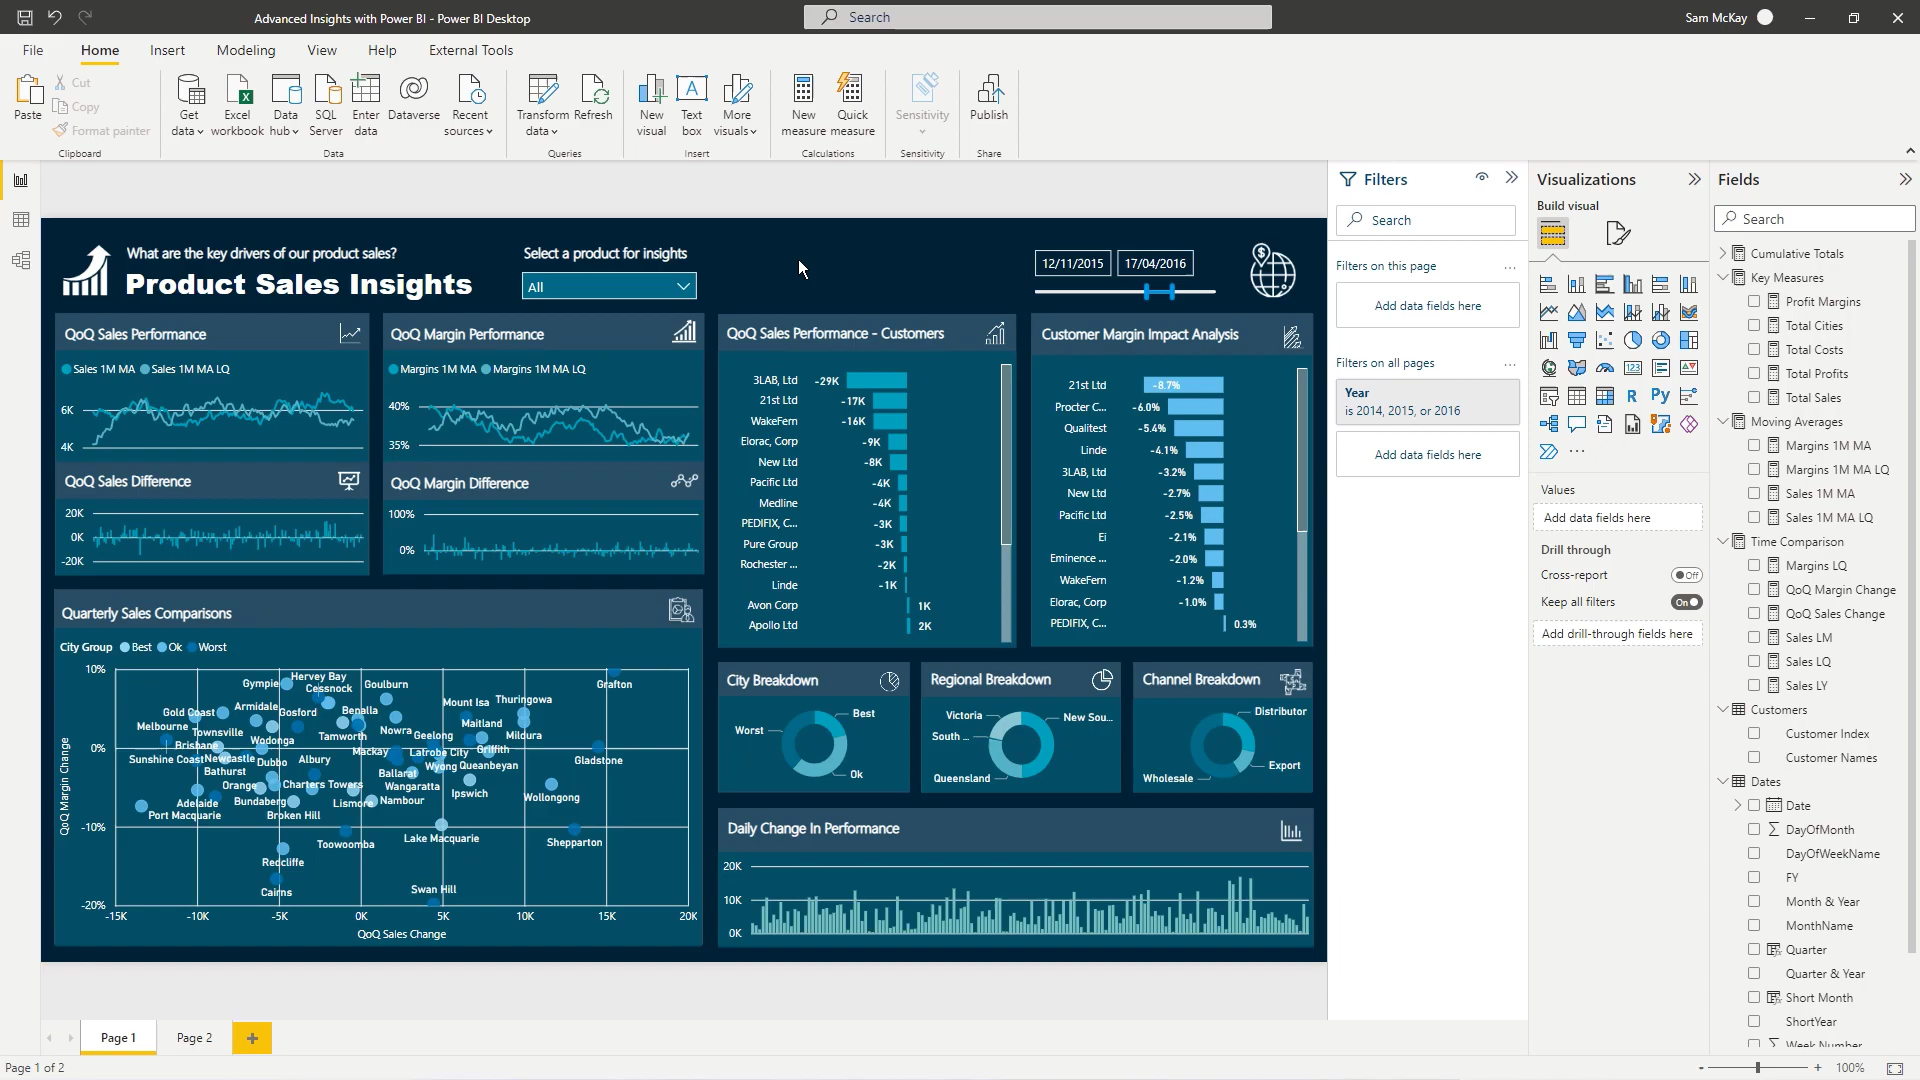 Advanced Insights with Power BI - Power BI Desktop
Search
Sam McKay
File
Home
Insert
Modeling
View
Help
External Tools
Paste
Cut
Copy
Format painter
Clipboard
Get data
Excel workbook
Data hub
SQL Server
Enter data
Dataverse
Recent sources
Data
Transform data
Refresh
Queries
New visual
Text box
More visuals
Insert
New measure
Quick measure
Calculations
Sensitivity
Sensitivity
Publish
Share
What are the key drivers of our product sales?
Product Sales Insights
Select a product for insights
All
12/11/2015
17/04/2016
QoQ Sales Performance
Sales 1M MA
Sales 1M MA LQ
6K
4K
QoQ Sales Difference
20K
0K
-20K
QoQ Margin Performance
Margins 1M MA
Margins 1M MA LQ
40%
35%
QoQ Margin Difference
100%
0%
QoQ Sales Performance - Customers
3LAB, Ltd -29K
21st Ltd -17K
WakeFern -16K
Elorac, Corp -9K
New Ltd -8K
Pacific Ltd -4K
Medline -4K
PEDIFIX, C... -3K
Pure Group -3K
Rochester ... -2K
Linde -1K
Avon Corp 1K
Apollo Ltd 2K
Customer Margin Impact Analysis
21st Ltd -8.7%
Procter C... -6.0%
Qualitest -5.4%
Linde -4.1%
3LAB, Ltd -3.2%
New Ltd -2.7%
Pacific Ltd -2.5%
Ei -2.1%
Eminence ... -2.0%
WakeFern -1.2%
Elorac, Corp -1.0%
PEDIFIX, C... 0.3%
Quarterly Sales Comparisons
City Group Best Ok Worst
QoQ Margin Change
10%
0%
-10%
-20%
Hervey Bay
Gympie
Cessnock
Goulburn
Grafton
Mount Isa
Thuringowa
Armidale
Gold Coast
Gosford
Benalla
Melbourne
Townsville
Nowra
Maitland
Geelong
Mildura
Tamworth
Brisbane
Wodonga
Mackay
Latrobe City
Griffith
Sunshine Coast
Newcastle
Dubbo
Albury
Wyong
Queanbeyan
Gladstone
Bathurst
Ballarat
Orange
Charters Towers
Wangaratta
Ipswich
Wollongong
Adelaide
Bundaberg
Lismore
Nambour
Port Macquarie
Broken Hill
Lake Macquarie
Toowoomba
Shepparton
Redcliffe
Cairns
Swan Hill
-15K
-10K
-5K
0K
5K
10K
15K
20K
QoQ Sales Change
City Breakdown
Best
Worst
Ok
Regional Breakdown
Victoria
New Sou...
South ...
Queensland
Channel Breakdown
Distributor
Export
Wholesale
Daily Change In Performance
20K
10K
0K
Filters
Search
Filters on this page
...
Add data fields here
Filters on all pages
...
Year
is 2014, 2015, or 2016
Add data fields here
Visualizations
Build visual
123
R
Py
...
Values
Add data fields here
Drill through
Cross-report
Off
Keep all filters
On
Add drill-through fields here
Fields
Search
Cumulative Totals
Key Measures
Profit Margins
Total Cities
Total Costs
Total Profits
Total Sales
Moving Averages
Margins 1M MA
Margins 1M MA LQ
Sales 1M MA
Sales 1M MA LQ
Time Comparison
Margins LQ
QoQ Margin Change
QoQ Sales Change
Sales LM
Sales LQ
Sales LY
Customers
Customer Index
Customer Names
Dates
Date
DayOfMonth
DayOfWeekName
FY
Month & Year
MonthName
Quarter
Quarter & Year
Short Month
ShortYear
Week Number
Page 1
Page 2
+
Page 1 of 2
- + 100%